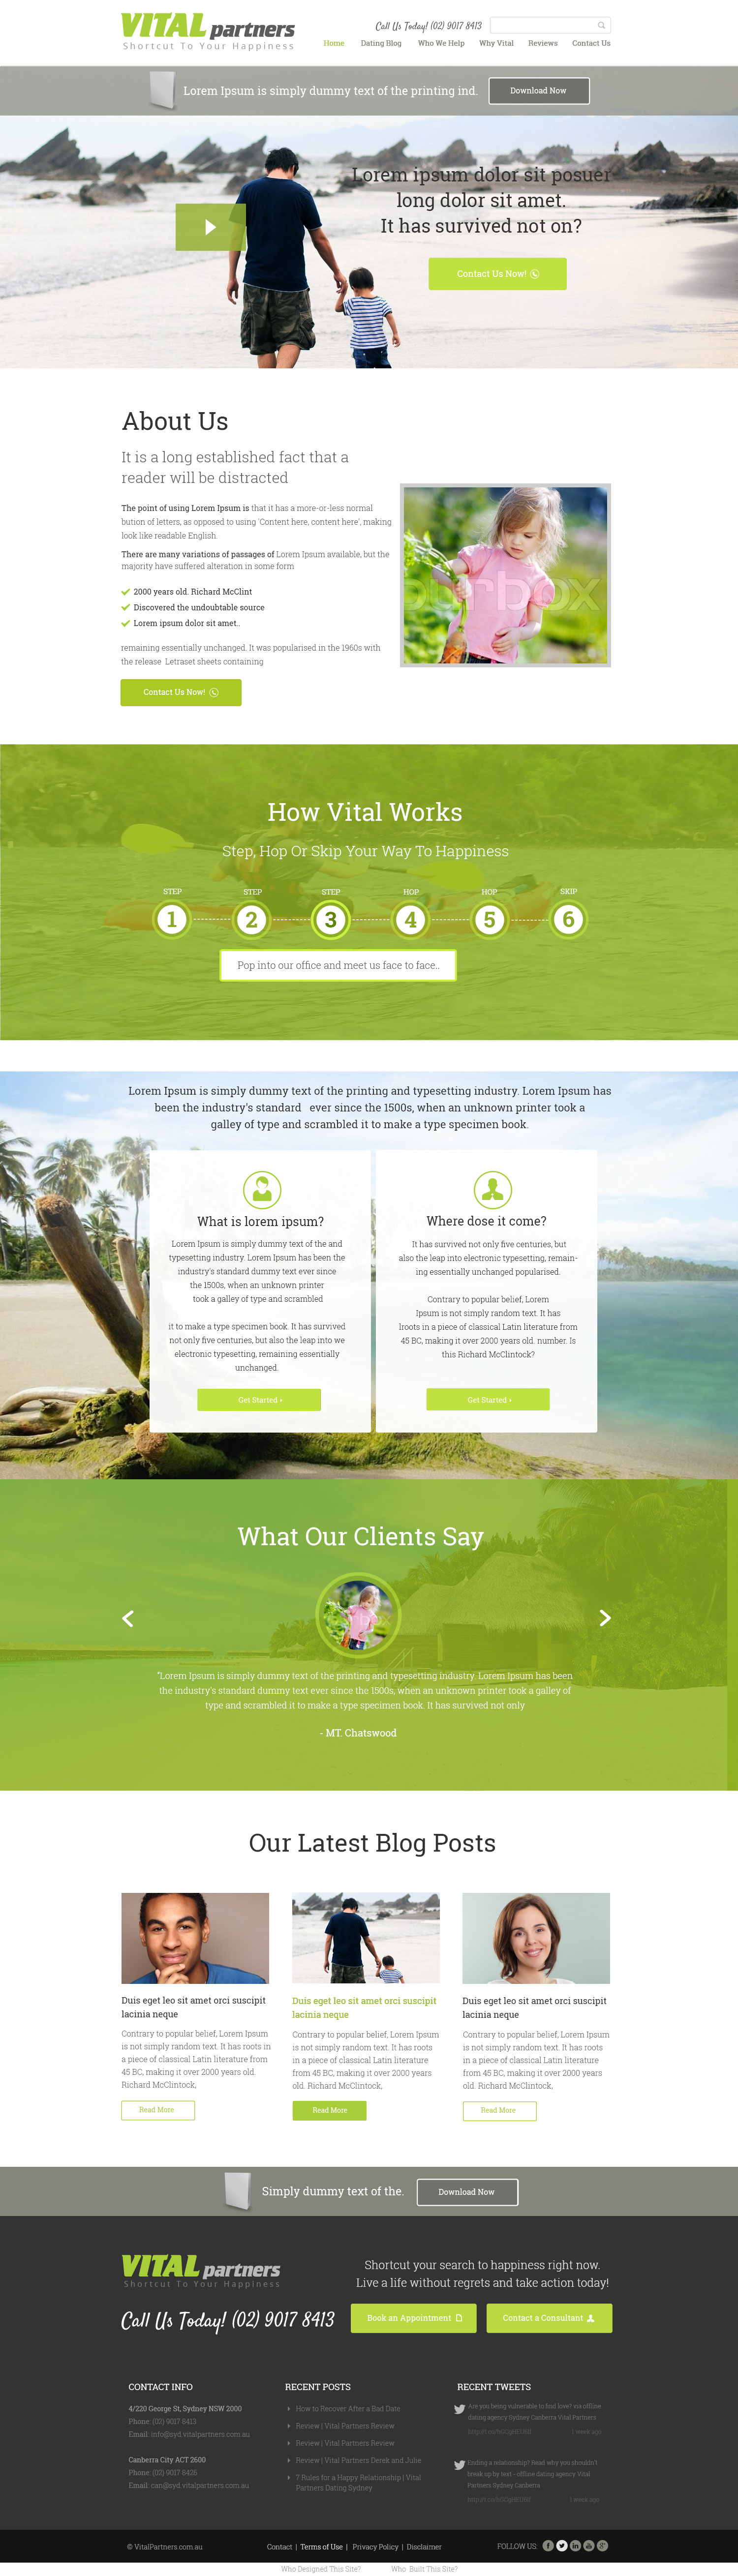 VITAL partners
Shortcut To Your Happiness
Call Us Today! (02) 9017 8413
Home Dating Blog Who We Help Why Vital Reviews Contact Us
Lorem Ipsum is simply dummy text of the printing ind.
Download Now
Lorem ipsum dolor sit posuer
long dolor sit amet.
It has survived not on?
Contact Us Now!
About Us
It is a long established fact that a
reader will be distracted
The point of using Lorem Ipsum is that it has a more-or-less normal
bution of letters, as opposed to using 'Content here, content here', making
look like readable English.
There are many variations of passages of Lorem Ipsum available, but the
majority have suffered alteration in some form
2000 years old. Richard McClint
Discovered the undoubtable source
Lorem ipsum dolor sit amet..
remaining essentially unchanged. It was popularised in the 1960s with
the release Letraset sheets containing
Contact Us Now!
How Vital Works
Step, Hop Or Skip Your Way To Happiness
STEP STEP STEP HOP HOP SKIP
1 2 3 4 5 6
Pop into our office and meet us face to face..
Lorem Ipsum is simply dummy text of the printing and typesetting industry. Lorem Ipsum has
been the industry's standard ever since the 1500s, when an unknown printer took a
galley of type and scrambled it to make a type specimen book.
What is lorem ipsum?
Lorem Ipsum is simply dummy text of the and
typesetting industry. Lorem Ipsum has been the
industry's standard dummy text ever since
the 1500s, when an unknown printer
took a galley of type and scrambled
it to make a type specimen book. It has survived
not only five centuries, but also the leap into we
electronic typesetting, remaining essentially
unchanged.
Get Started
Where dose it come?
It has survived not only five centuries, but
also the leap into electronic typesetting, remain-
ing essentially unchanged popularised.
Contrary to popular belief, Lorem
Ipsum is not simply random text. It has
lroots in a piece of classical Latin literature from
45 BC, making it over 2000 years old. number. Is
this Richard McClintock?
Get Started
What Our Clients Say
"Lorem Ipsum is simply dummy text of the printing and typesetting industry. Lorem Ipsum has been
the industry's standard dummy text ever since the 1500s, when an unknown printer took a galley of
type and scrambled it to make a type specimen book. It has survived not only
- MT. Chatswood
Our Latest Blog Posts
Duis eget leo sit amet orci suscipit
lacinia neque
Contrary to popular belief, Lorem Ipsum
is not simply random text. It has roots in
a piece of classical Latin literature from
45 BC, making it over 2000 years old.
Richard McClintock,
Read More
Duis eget leo sit amet orci suscipit
lacinia neque
Contrary to popular belief, Lorem Ipsum
is not simply random text. It has roots
in a piece of classical Latin literature
from 45 BC, making it over 2000 years
old. Richard McClintock,
Read More
Duis eget leo sit amet orci suscipit
lacinia neque
Contrary to popular belief, Lorem Ipsum
is not simply random text. It has roots
in a piece of classical Latin literature
from 45 BC, making it over 2000 years
old. Richard McClintock,
Read More
Simply dummy text of the.
Download Now
VITAL partners
Shortcut To Your Happiness
Call Us Today! (02) 9017 8413
Shortcut your search to happiness right now.
Live a life without regrets and take action today!
Book an Appointment
Contact a Consultant
CONTACT INFO
4/220 George St, Sydney NSW 2000
Phone: (02) 9017 8413
Email: info@syd.vitalpartners.com.au
Canberra City ACT 2600
Phone: (02) 9017 8426
Email: can@syd.vitalpartners.com.au
RECENT POSTS
How to Recover After a Bad Date
Review | Vital Partners Review
Review | Vital Partners Review
Review | Vital Partners Derek and Julie
7 Rules for a Happy Relationship | Vital
Partners Dating Sydney
RECENT TWEETS
Are you being vulnerable to find love? via offline
dating agency Sydney Canberra Vital Partners
1 week ago
Ending a relationship? Read why you shouldn't
break up by text - offline dating agency Vital
Partners Sydney Canberra
1 week ago
© VitalPartners.com.au
Contact | Terms of Use | Privacy Policy | Disclaimer
FOLLOW US:
Who Designed This Site? Who Built This Site?